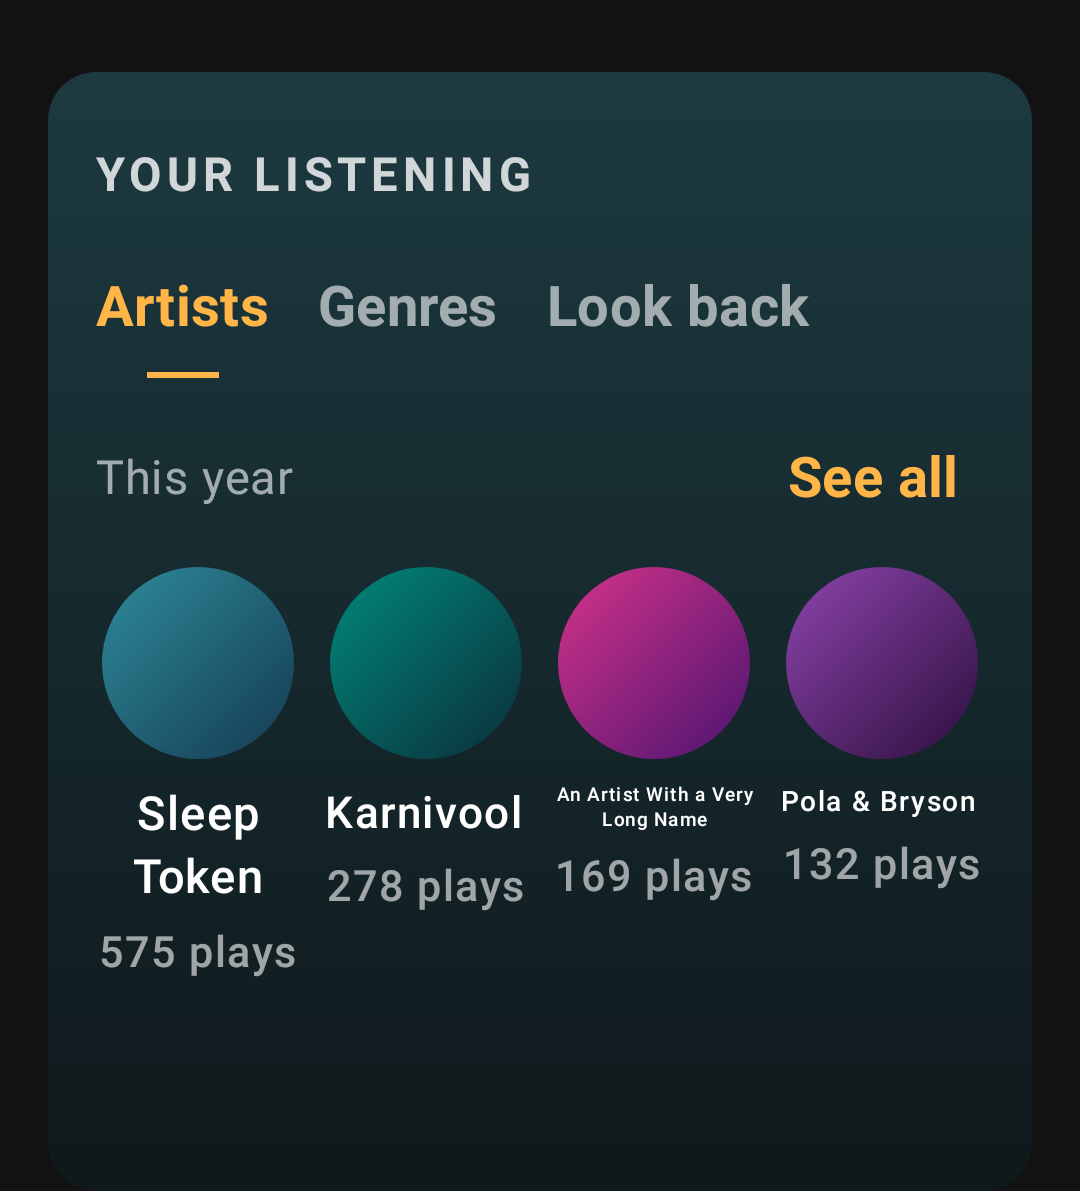 YOUR LISTENING
Artists Genres Look back
This year See all
Sleep
Token
575 plays
Karnivool
278 plays
An Artist With a Very
Long Name
169 plays
Pola & Bryson
132 plays